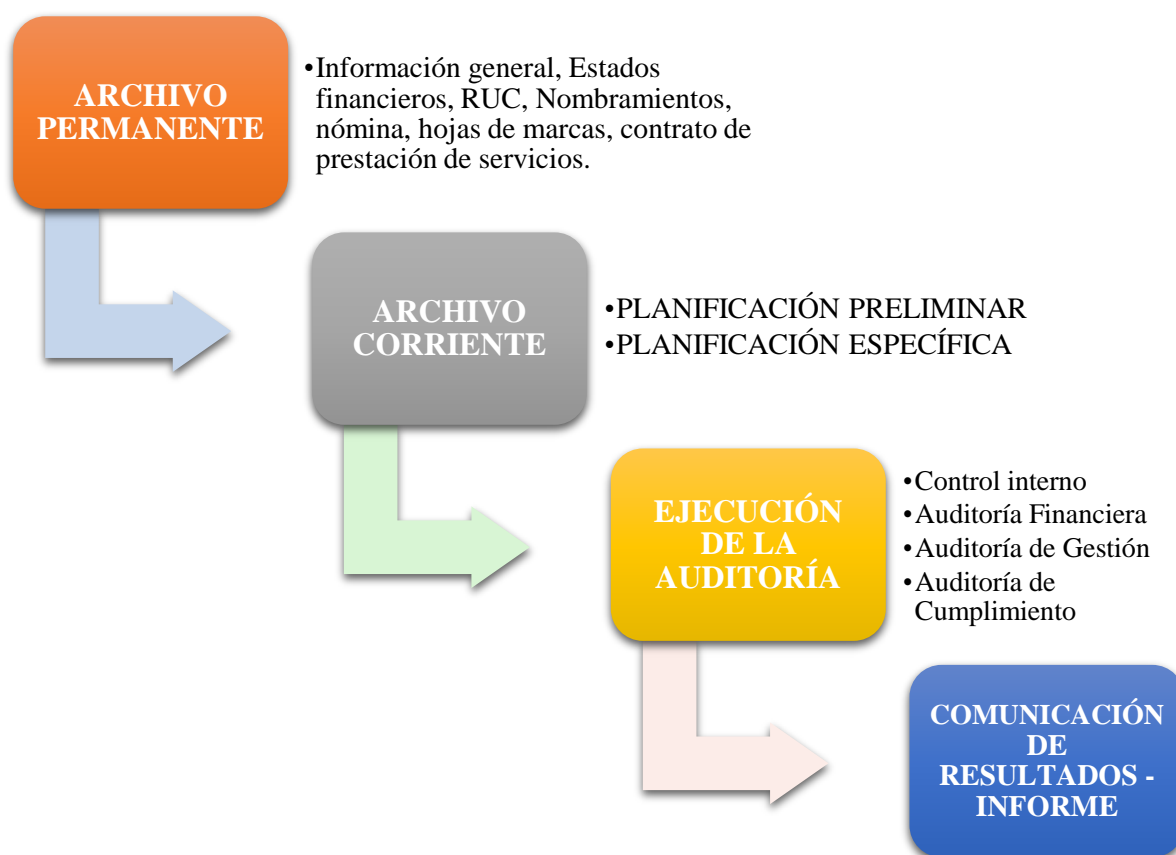 ARCHIVO
PERMANENTE
•Información general, Estados
financieros, RUC, Nombramientos,
nómina, hojas de marcas, contrato de
prestación de servicios.
ARCHIVO
CORRIENTE
•PLANIFICACIÓN PRELIMINAR
•PLANIFICACIÓN ESPECÍFICA
EJECUCIÓN
DE LA
AUDITORÍA
•Control interno
•Auditoría Financiera
•Auditoría de Gestión
•Auditoría de
Cumplimiento
COMUNICACIÓN
DE
RESULTADOS -
INFORME